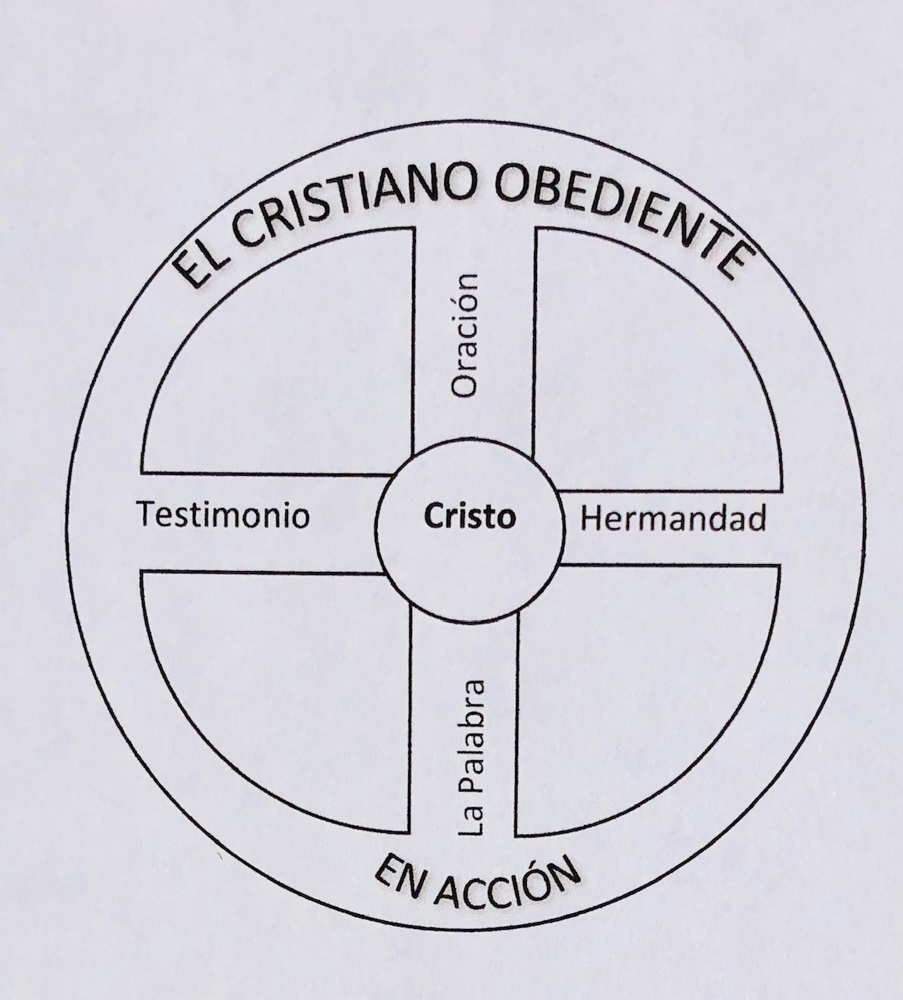 EL CRISTIANO OBEDIENTE
Oración
Testimonio
Cristo
Hermandad
La Palabra
EN ACCIÓN